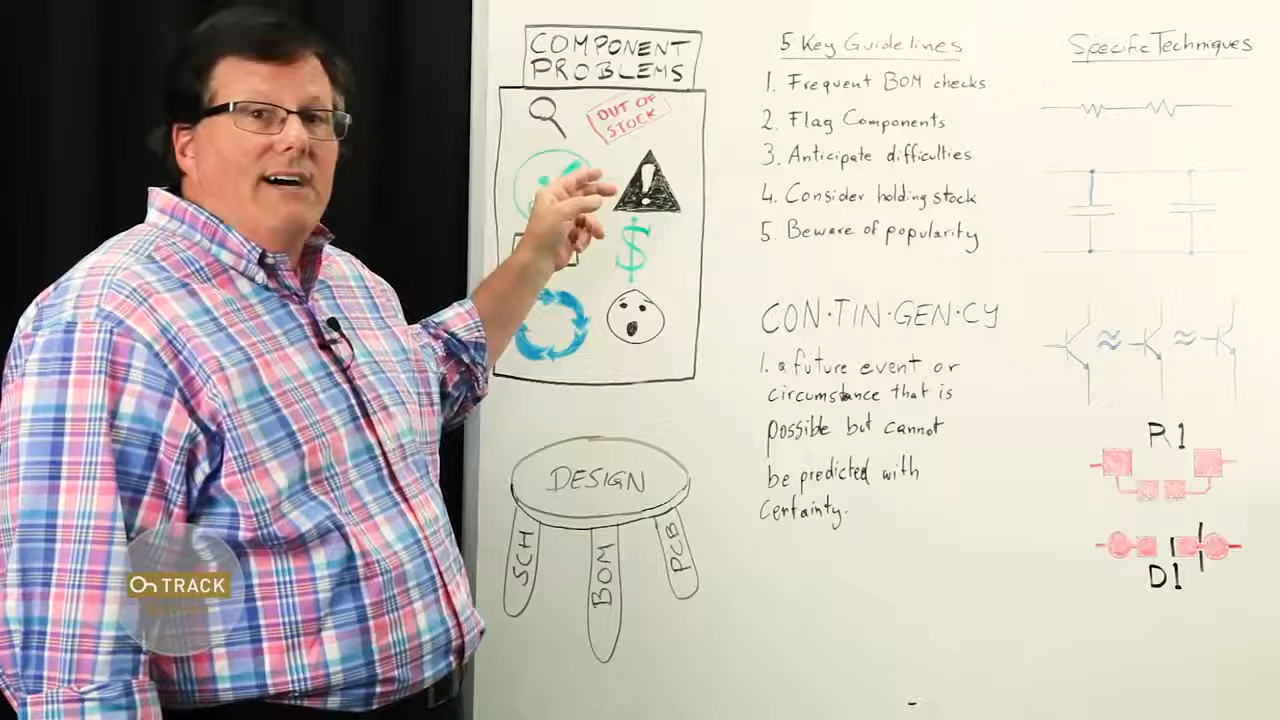 COMPONENT
PROBLEMS
OUT OF
STOCK
!
$
DESIGN
SCH
BOM
PCB
5 Key Guidelines
1. Frequent BOM checks
2. Flag Components
3. Anticipate difficulties
4. Consider holding stock
5. Beware of popularity
CON·TIN·GEN·CY
1. a future event or
circumstance that is
possible but cannot
be predicted with
certainty.
Specific Techniques
≈ ≈
R1
D1
On TRACK